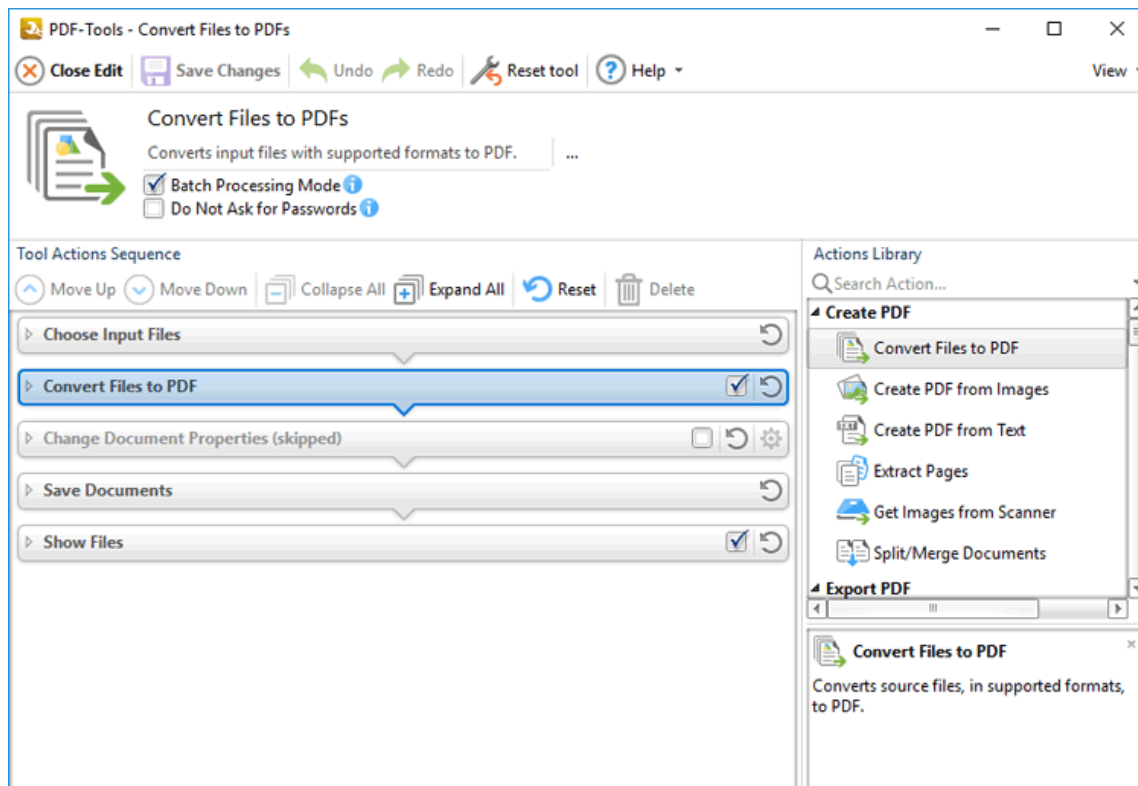 PDF-Tools - Convert Files to PDFs
Close Edit Save Changes Undo Redo Reset tool Help View
Convert Files to PDFs
Converts input files with supported formats to PDF. ...
Batch Processing Mode
Do Not Ask for Passwords
Tool Actions Sequence
Move Up Move Down Collapse All Expand All Reset Delete
Choose Input Files
Convert Files to PDF
Change Document Properties (skipped)
Save Documents
Show Files
Actions Library
Search Action...
Create PDF
Convert Files to PDF
Create PDF from Images
Create PDF from Text
Extract Pages
Get Images from Scanner
Split/Merge Documents
Export PDF
Convert Files to PDF
Converts source files, in supported formats,
to PDF.